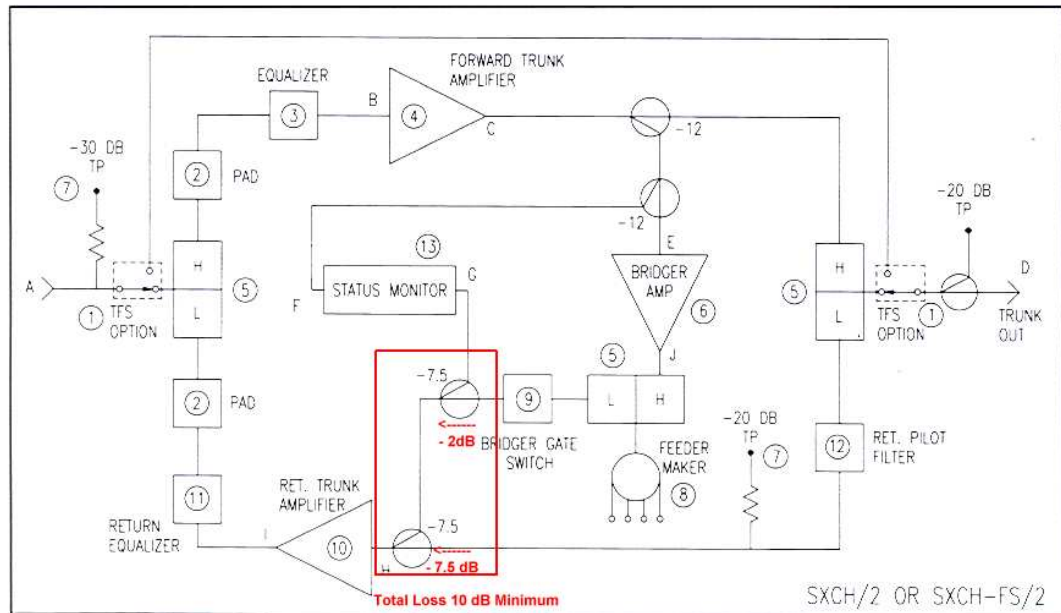 FORWARD TRUNK
AMPLIFIER
EQUALIZER
B
3
4
C
-12
-30 DB
TP
7
2
PAD
-12
-20 DB
TP
E
13
G
H
BRIDGER
AMP
H
D
A
5
STATUS MONITOR
6
5
1
TFS
OPTION
L
F
L
TFS
OPTION
1
TRUNK
OUT
5
J
-7.5
9
L
H
2
PAD
- 2dB
BRIDGER GATE
SWITCH
-20 DB
TP
7
12
RET. PILOT
FILTER
FEEDER
MAKER
8
RET. TRUNK
AMPLIFIER
11
-7.5
RETURN
EQUALIZER
I
10
H
- 7.5 dB
Total Loss 10 dB Minimum
SXCH/2 OR SXCH-FS/2